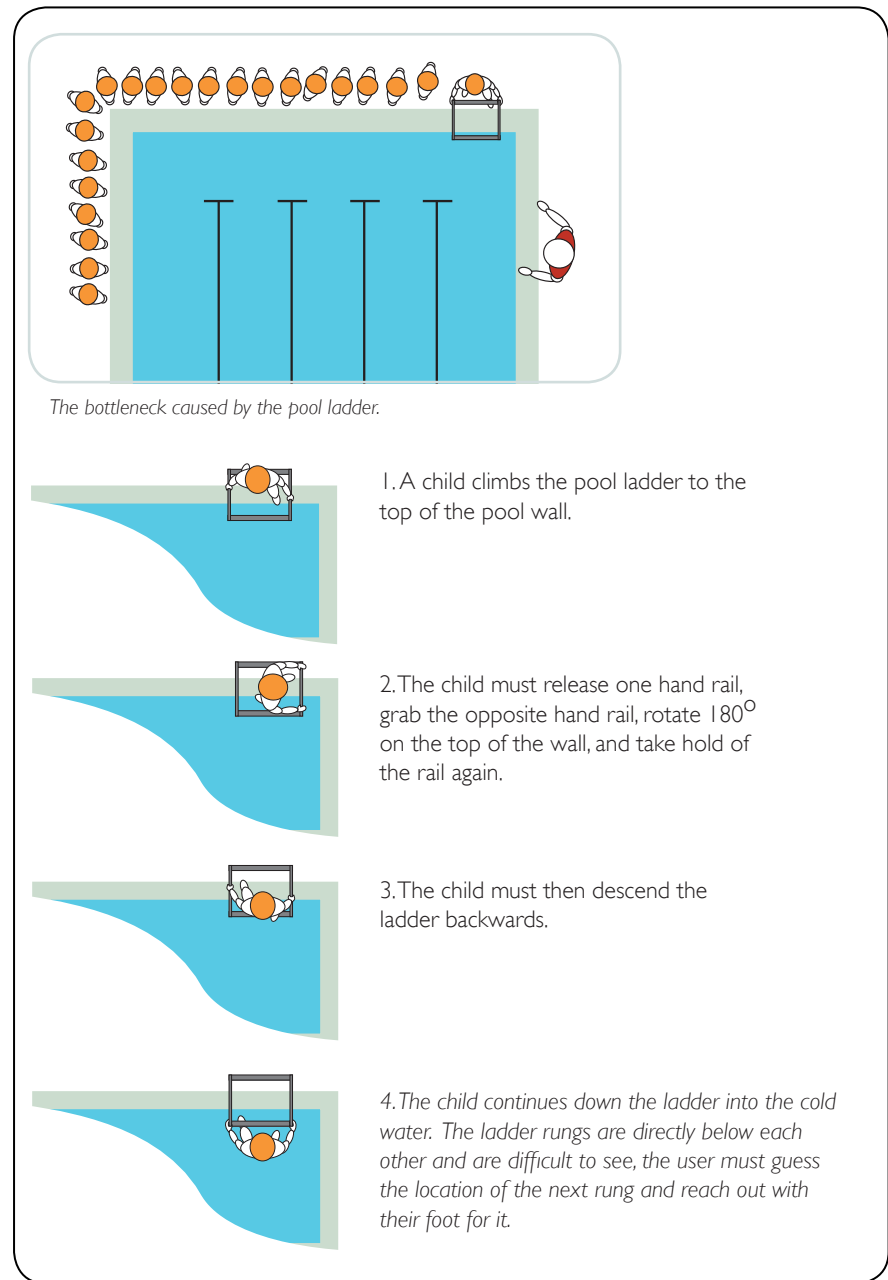 The bottleneck caused by the pool ladder.
1. A child climbs the pool ladder to the
top of the pool wall.
2. The child must release one hand rail,
grab the opposite hand rail, rotate 180°
on the top of the wall, and take hold of
the rail again.
3. The child must then descend the
ladder backwards.
4. The child continues down the ladder into the cold
water. The ladder rungs are directly below each
other and are difficult to see, the user must guess
the location of the next rung and reach out with
their foot for it.